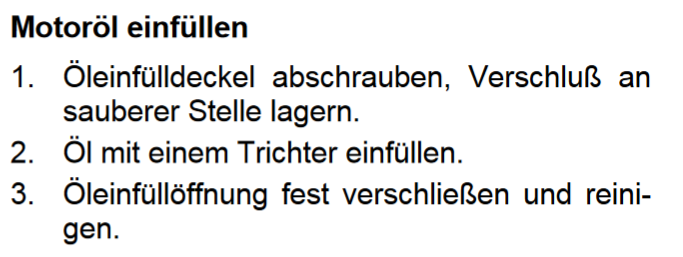 Motoröl einfüllen
1. Öleinfülldeckel abschrauben, Verschluß an
sauberer Stelle lagern.
2. Öl mit einem Trichter einfüllen.
3. Öleinfüllöffnung fest verschließen und reini-
gen.